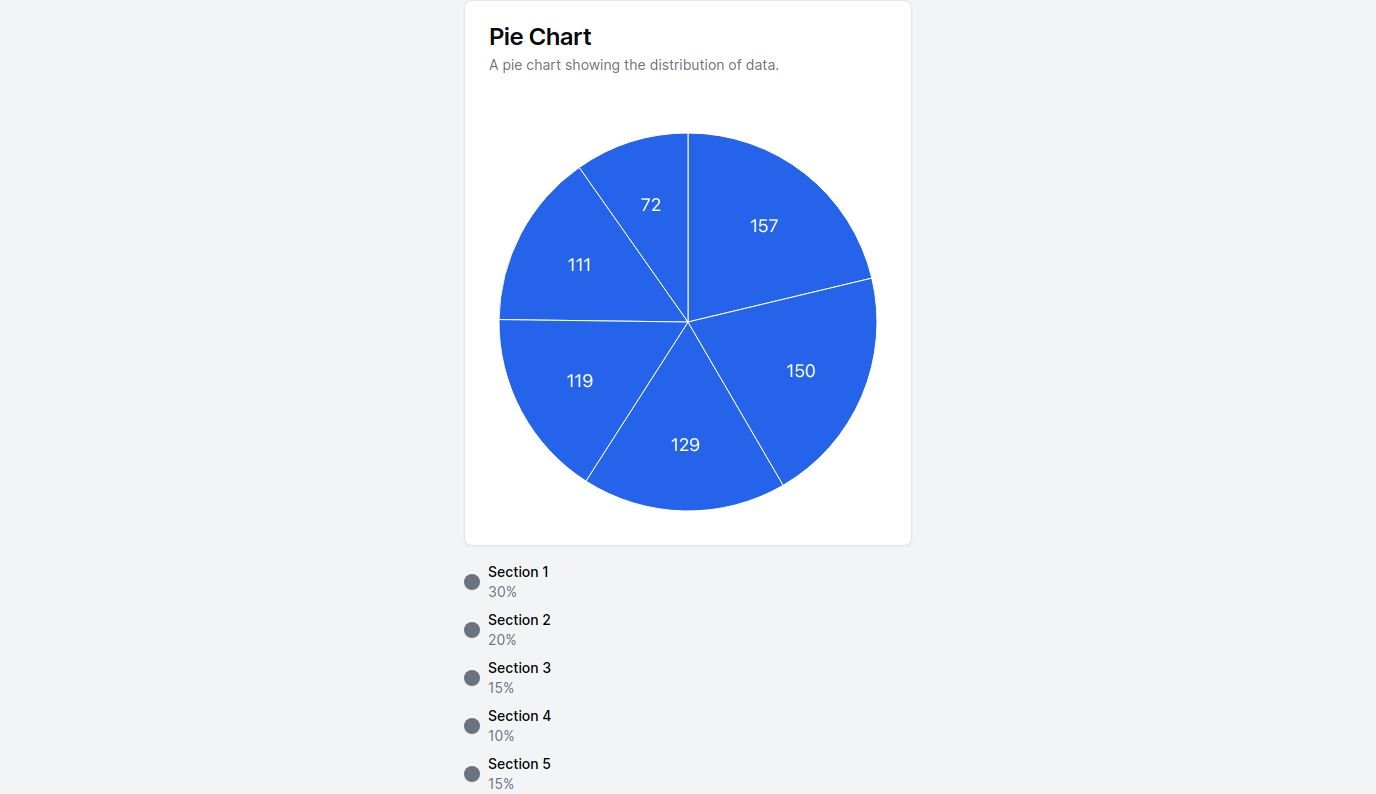 Pie Chart
A pie chart showing the distribution of data.
72
157
111
150
119
129
Section 1
30%
Section 2
20%
Section 3
15%
Section 4
10%
Section 5
15%